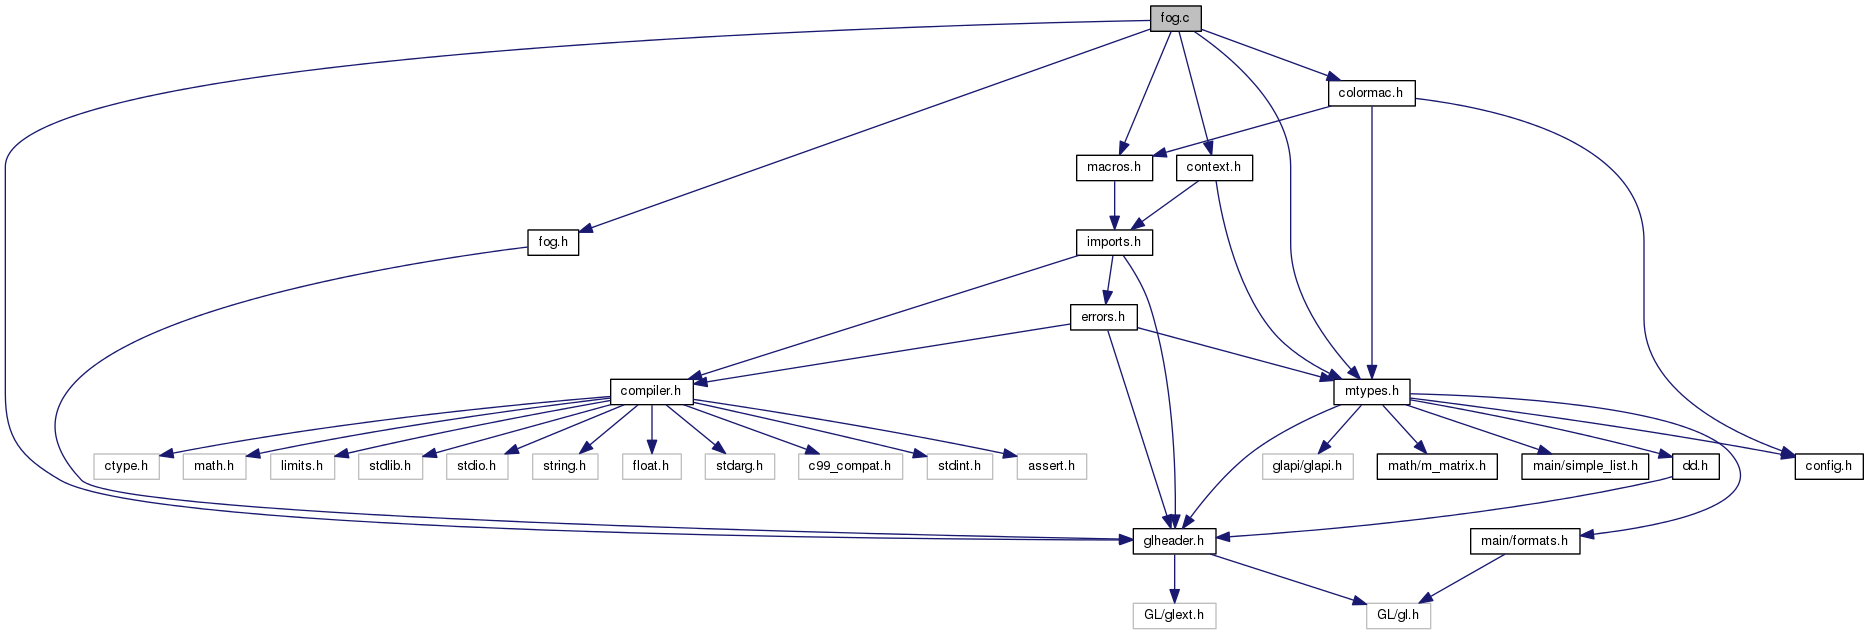 fog.c
colormac.h
macros.h
context.h
fog.h
imports.h
errors.h
compiler.h
mtypes.h
ctype.h
math.h
limits.h
stdlib.h
stdio.h
string.h
float.h
stdarg.h
c99_compat.h
stdint.h
assert.h
glapi/glapi.h
math/m_matrix.h
main/simple_list.h
dd.h
config.h
glheader.h
main/formats.h
GL/glext.h
GL/gl.h